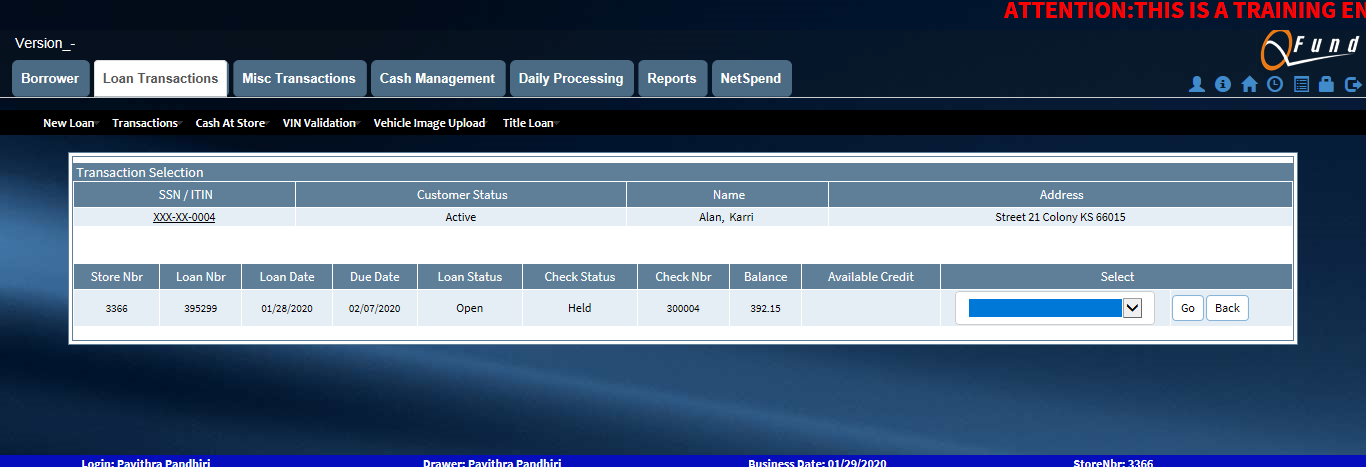 ATTENTION:THIS IS A TRAINING EN
Version_-
QFund
Borrower Loan Transactions Misc Transactions Cash Management Daily Processing Reports NetSpend
New Loan Transactions Cash At Store VIN Validation Vehicle Image Upload Title Loan
Transaction Selection
SSN / ITIN Customer Status Name Address
XXX-XX-0004 Active Alan, Karri Street 21 Colony KS 66015
Store Nbr Loan Nbr Loan Date Due Date Loan Status Check Status Check Nbr Balance Available Credit Select
3366 395299 01/28/2020 02/07/2020 Open Held 300004 392.15 Go Back
Login: Pavithra Pandhiri Drawer: Pavithra Pandhiri Business Date: 01/29/2020 StoreNbr: 3366